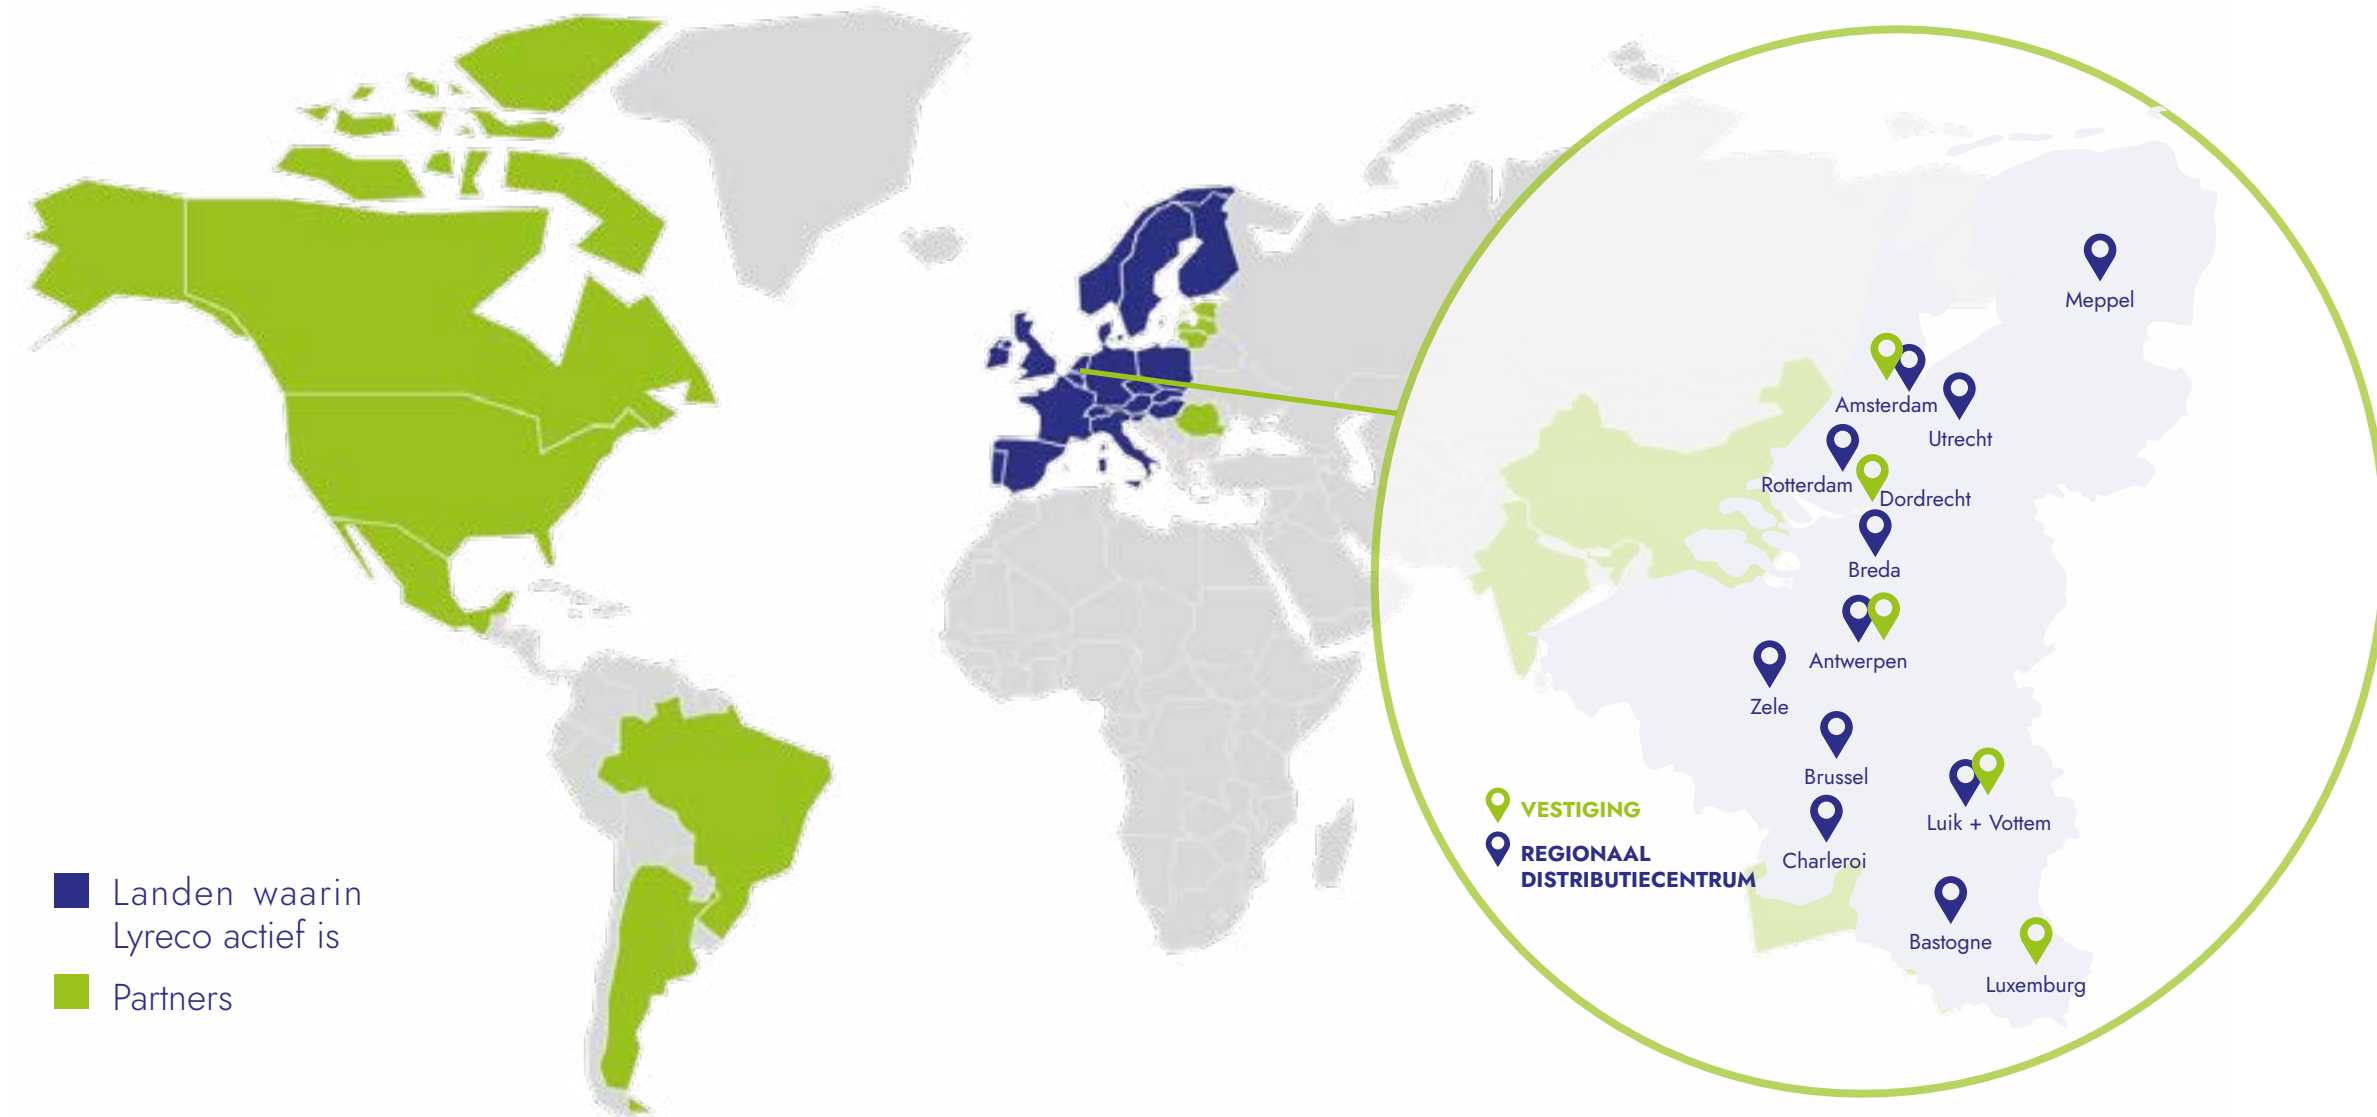 Meppel
Amsterdam
Utrecht
Rotterdam
Dordrecht
Breda
Antwerpen
Zele
Brussel
Luik + Vottem
Charleroi
Bastogne
Luxemburg
VESTIGING
REGIONAAL
DISTRIBUTIECENTRUM
Landen waarin
Lyreco actief is
Partners